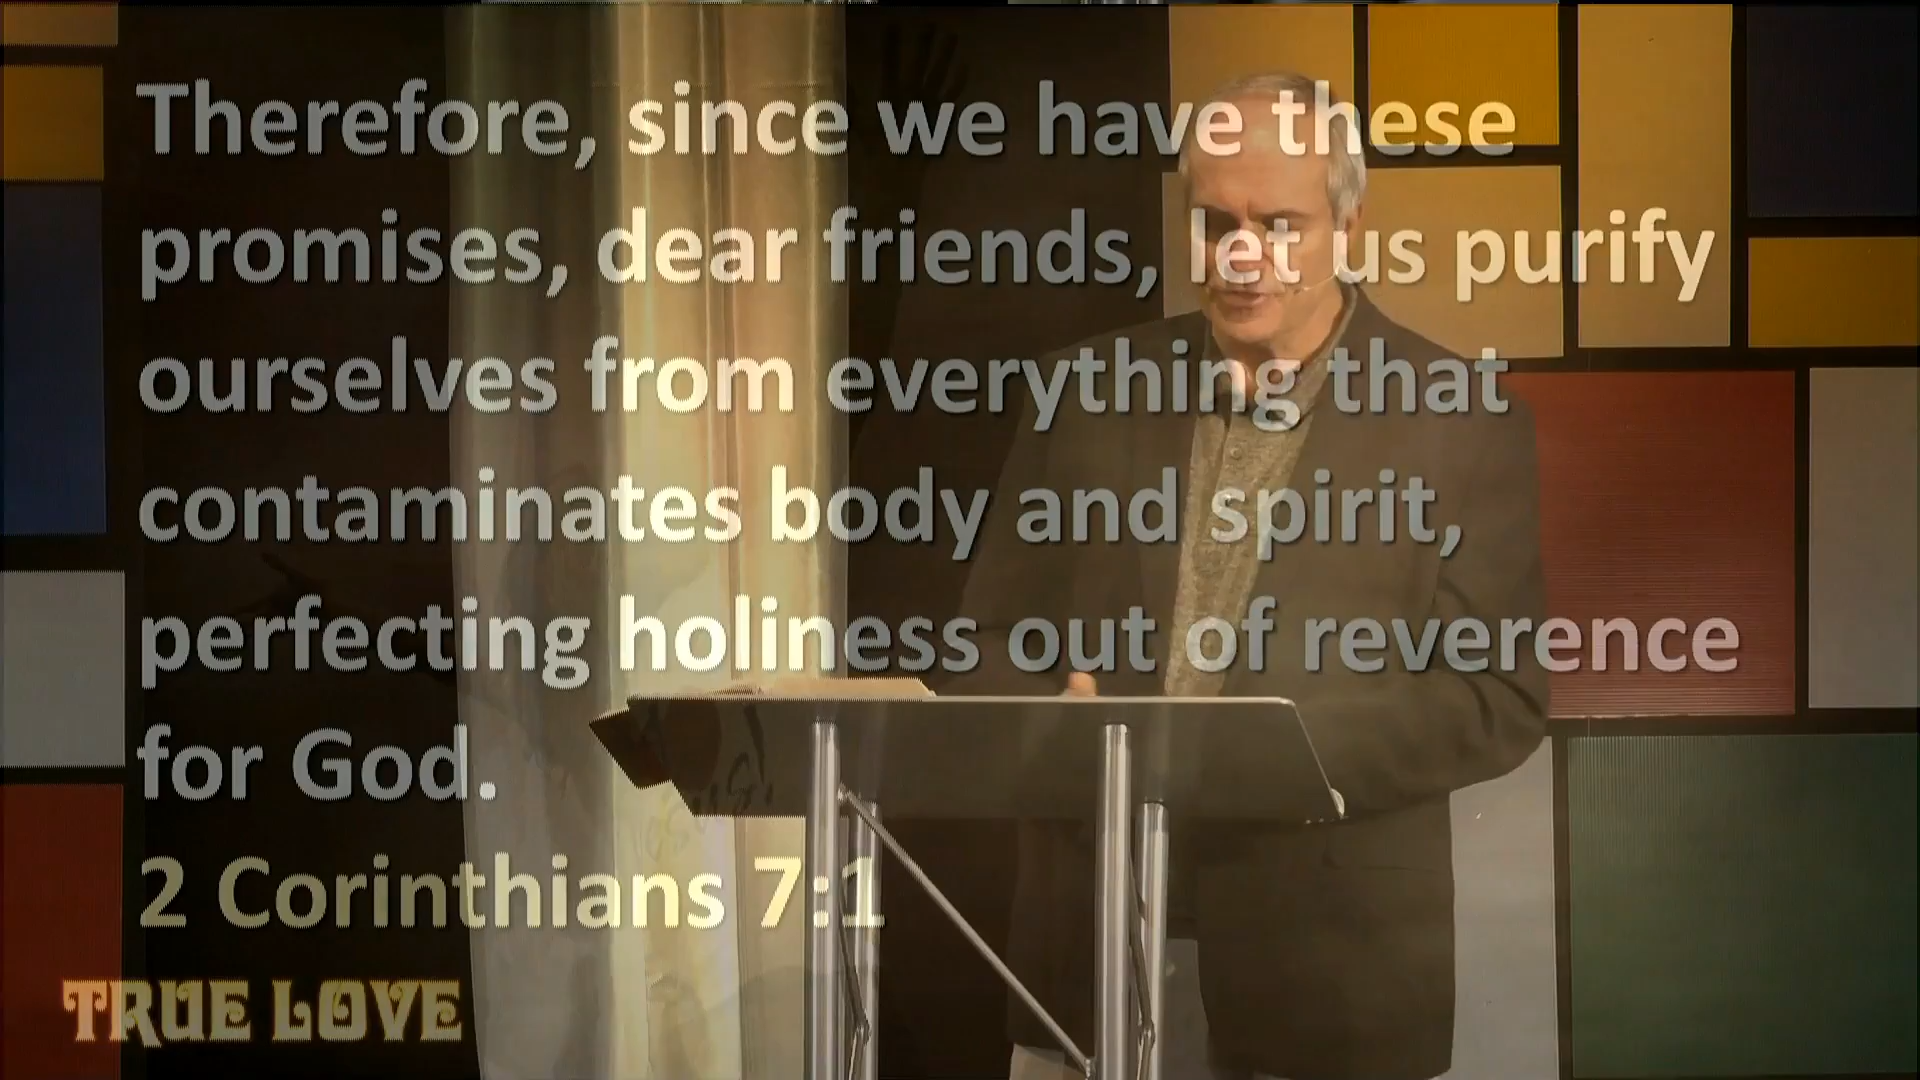 Therefore, since we have these
promises, dear friends, let us purify
ourselves from everything that
contaminates body and spirit,
perfecting holiness out of reverence
for God.
2 Corinthians 7:1
TRUE LOVE